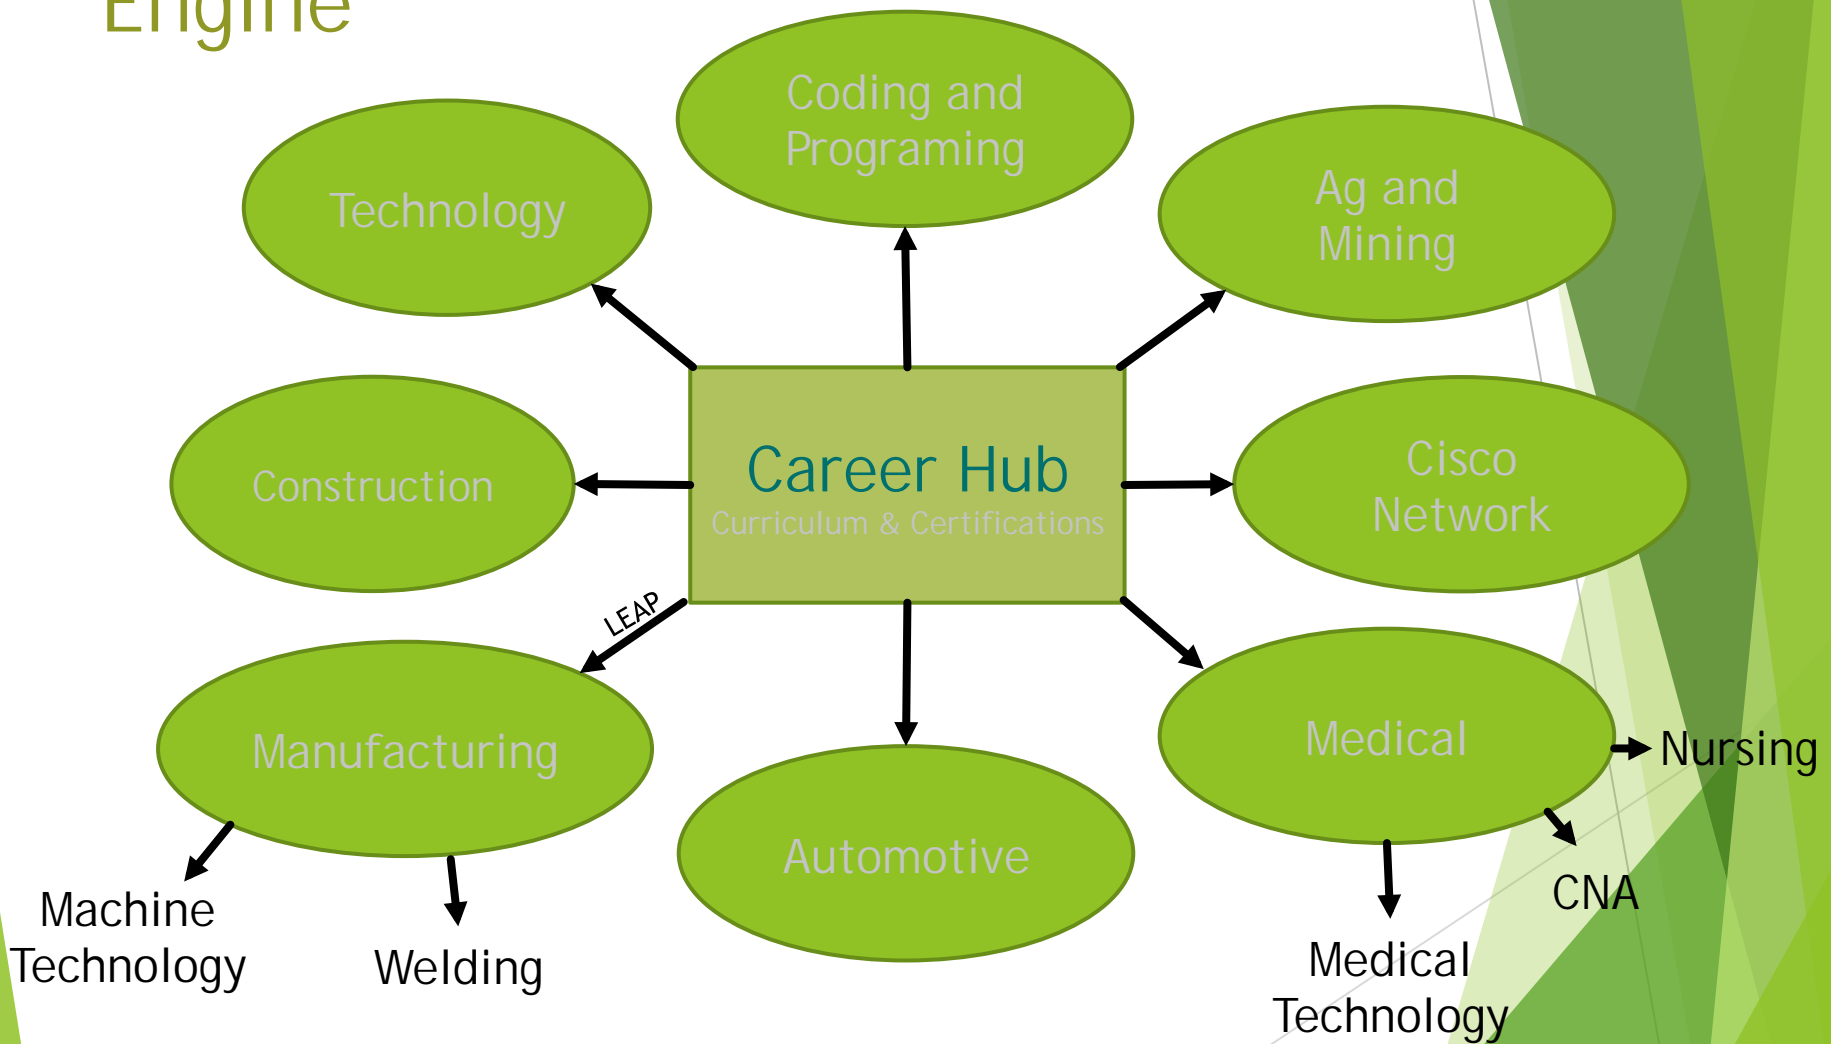 Engine
Coding and
Programing
Technology
Ag and
Mining
Career Hub
Curriculum & Certifications
Construction
Cisco
Network
LEAP
Manufacturing
Medical
Nursing
Automotive
CNA
Machine
Technology
Welding
Medical
Technology